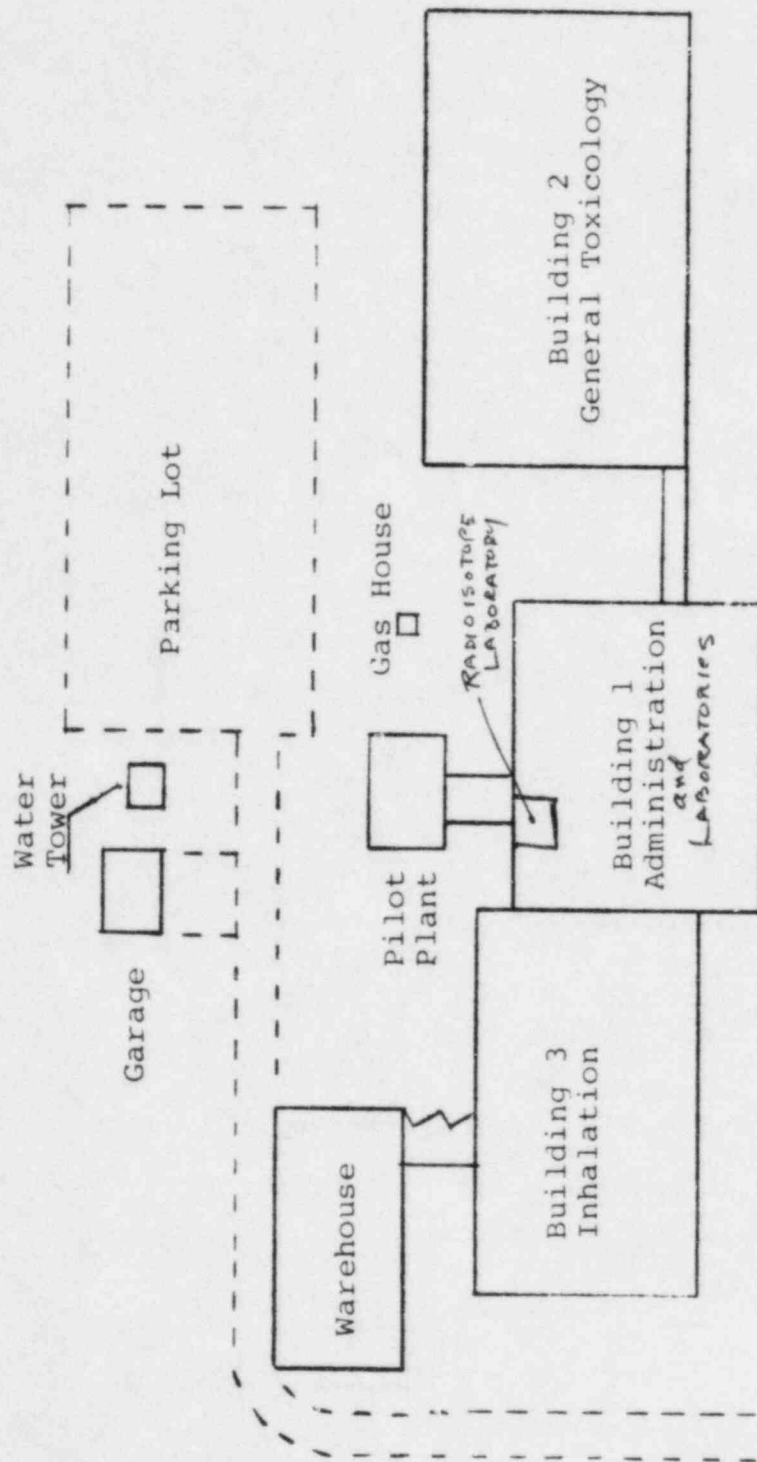 Water
Tower
Garage
Parking Lot
Warehouse
Pilot
Plant
Gas House
RADIOISOTOPE
LABORATORY
Building 3
Inhalation
Building 1
Administration
and
LABORATORIES
Building 2
General Toxicology